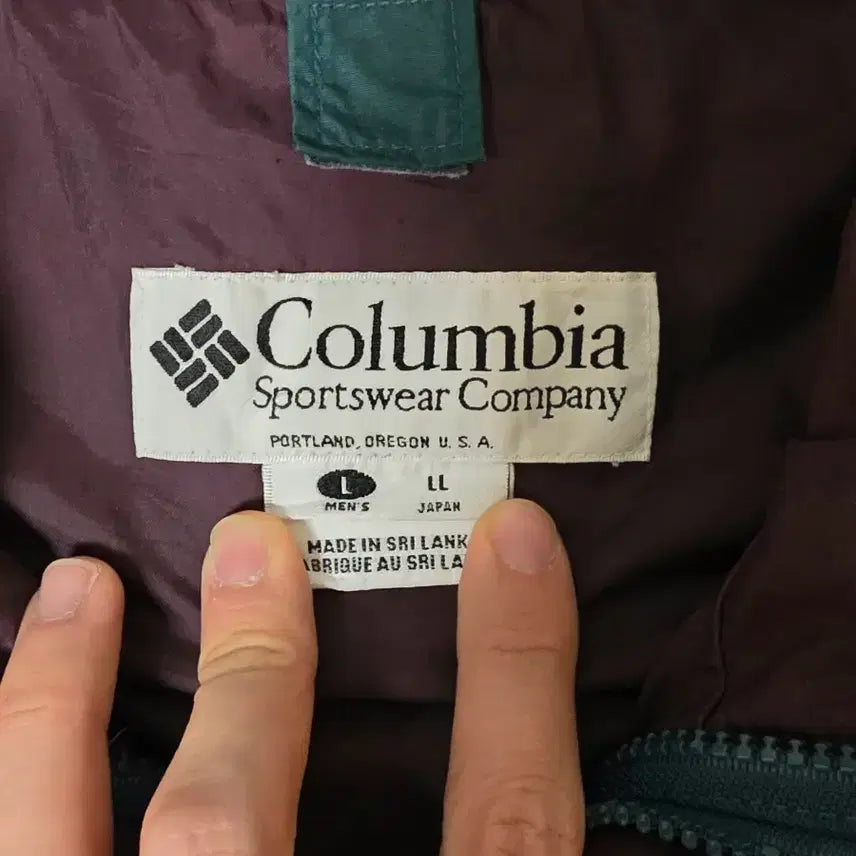 Columbia
Sportswear Company
PORTLAND, OREGON U. S. A.
L LL
MEN'S JAPAN
MADE IN SRI
AU SRI